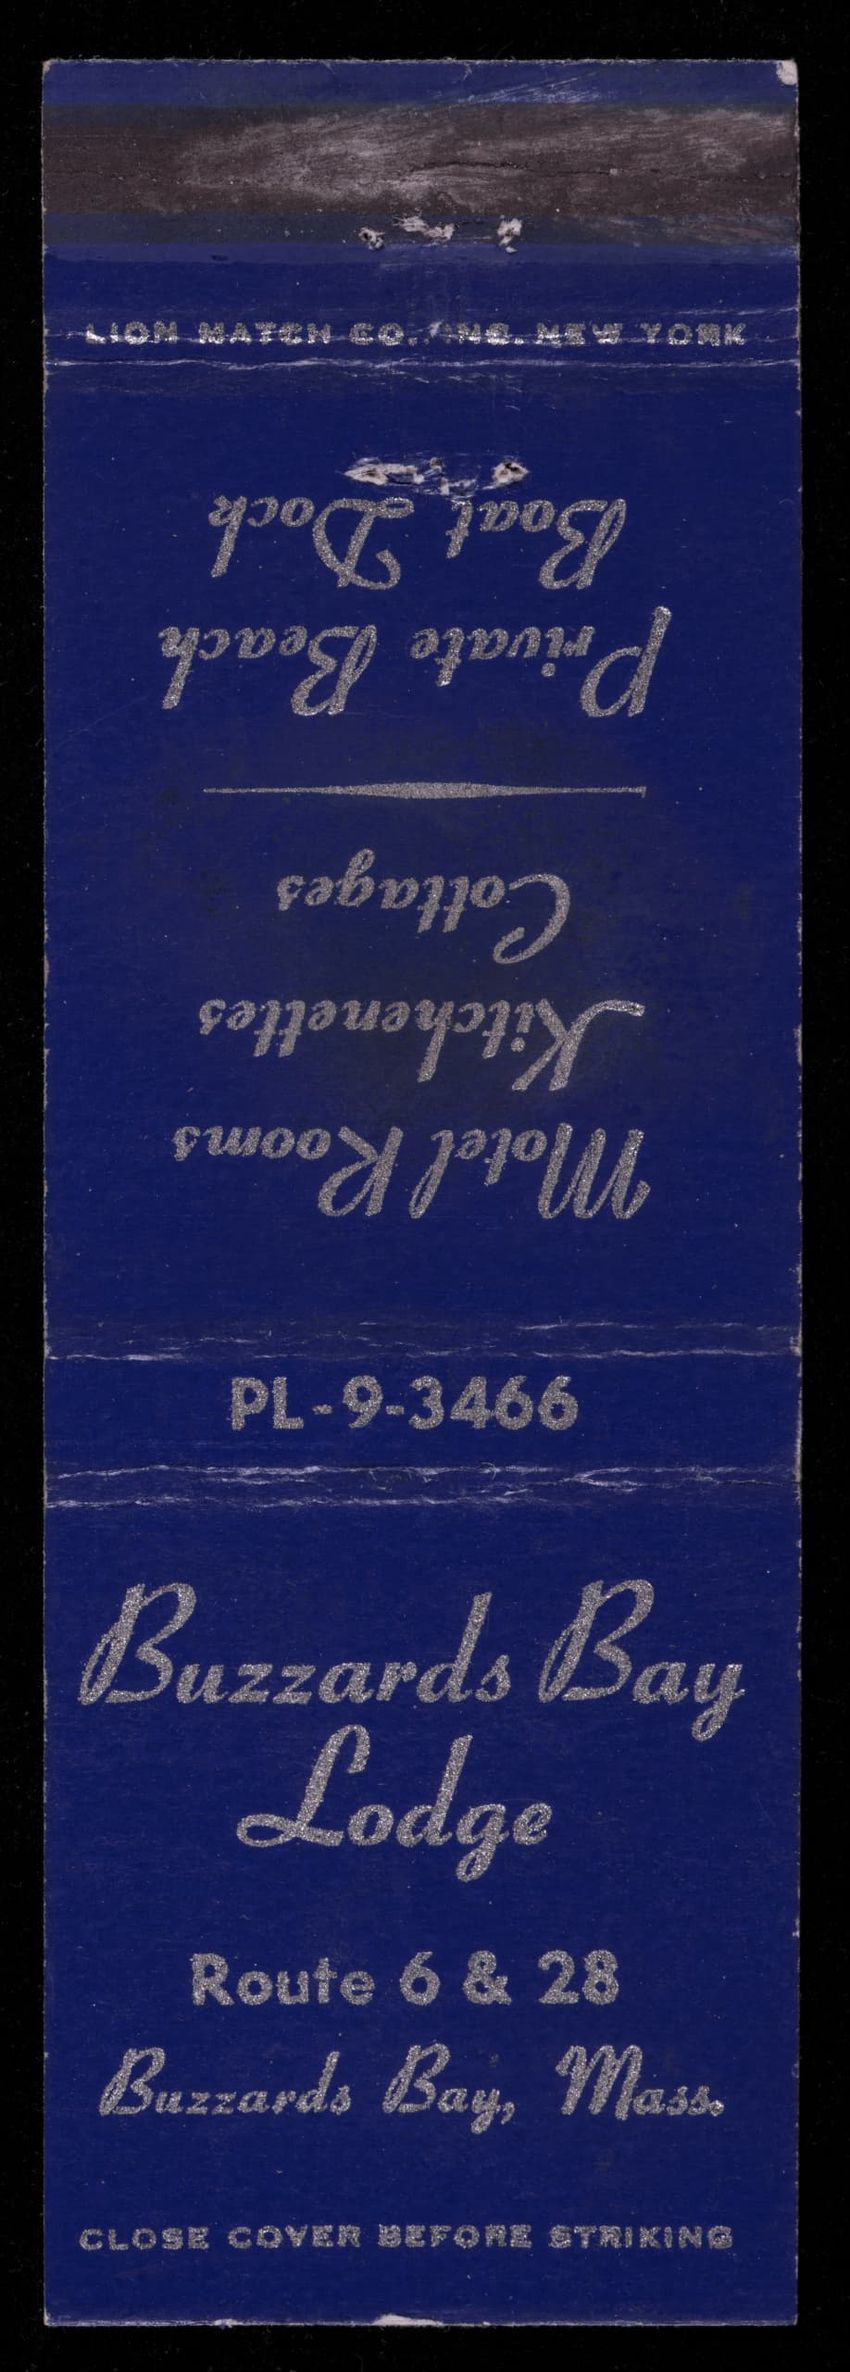 LION MATCH CO., INC. NEW YORK
Motel Rooms
Kitchenettes
Cottages
Private Beach
Boat Dock
PL-9-3466
Buzzards Bay
Lodge
Route 6 & 28
Buzzards Bay, Mass.
CLOSE COVER BEFORE STRIKING